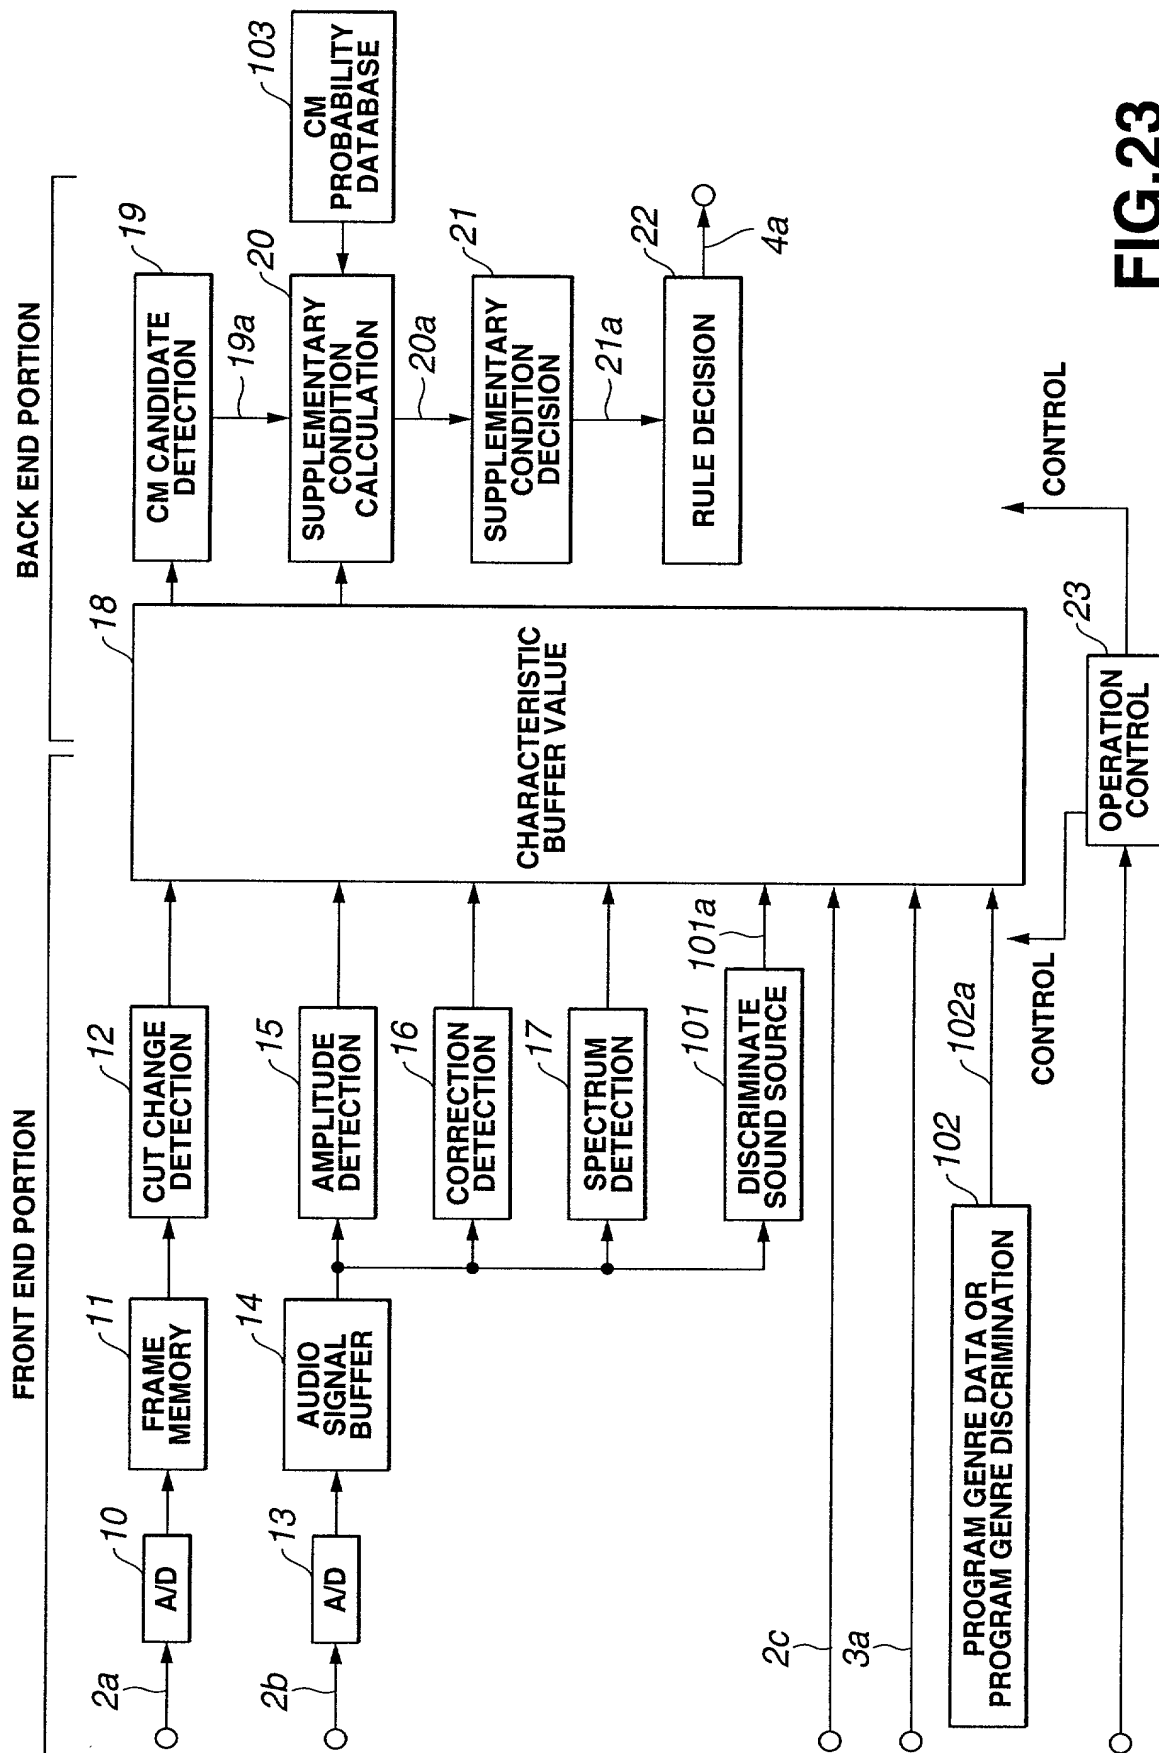 FRONT END PORTION
BACK END PORTION
2a
10
A/D
11
FRAME
MEMORY
12
CUT CHANGE
DETECTION
2b
13
A/D
14
AUDIO
SIGNAL
BUFFER
15
AMPLITUDE
DETECTION
16
CORRECTION
DETECTION
17
SPECTRUM
DETECTION
101
DISCRIMINATE
SOUND SOURCE
101a
2c
3a
102
PROGRAM GENRE DATA OR
PROGRAM GENRE DISCRIMINATION
102a
18
CHARACTERISTIC
BUFFER VALUE
19
CM CANDIDATE
DETECTION
19a
20
SUPPLEMENTARY
CONDITION
CALCULATION
103
CM
PROBABILITY
DATABASE
20a
21
SUPPLEMENTARY
CONDITION
DECISION
21a
22
RULE DECISION
4a
CONTROL
23
OPERATION
CONTROL
CONTROL
FIG.23